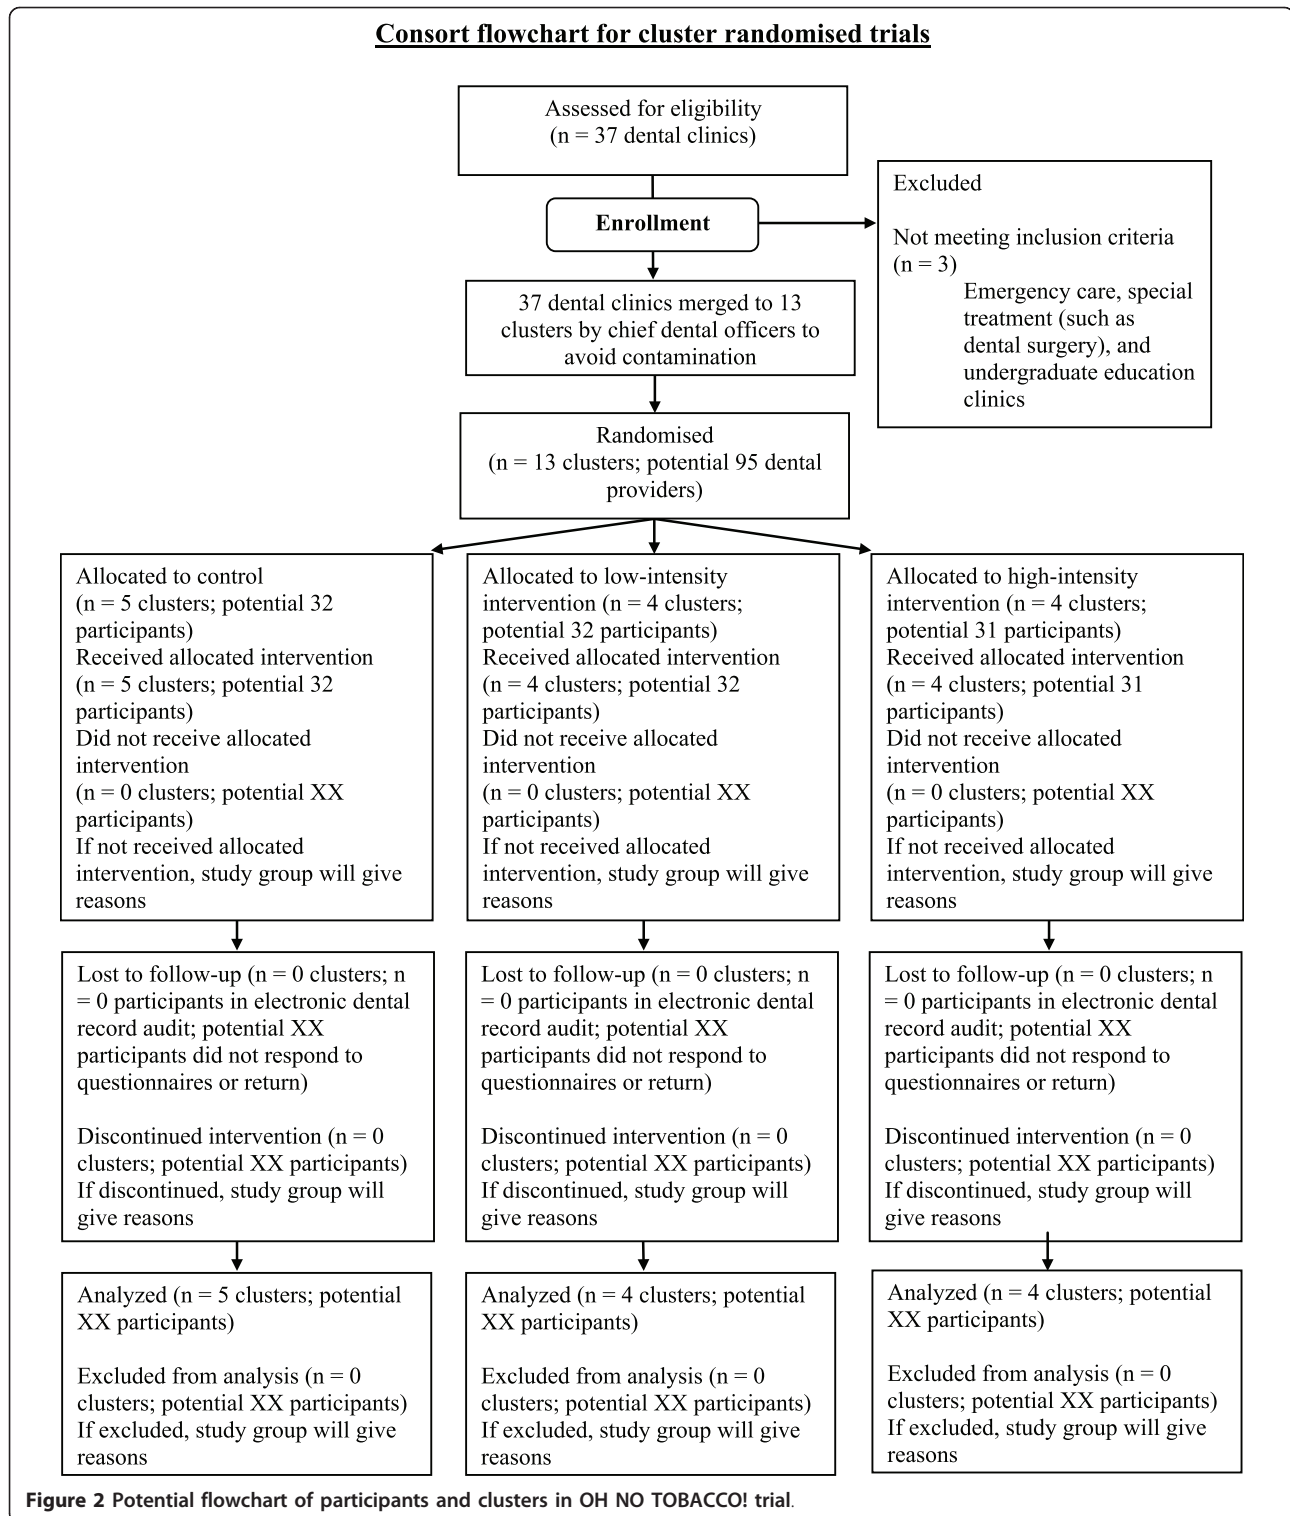 Consort flowchart for cluster randomised trials
Assessed for eligibility
(n = 37 dental clinics)
Enrollment
Excluded
Not meeting inclusion criteria
(n = 3)
Emergency care, special
treatment (such as
dental surgery), and
undergraduate education
clinics
37 dental clinics merged to 13
clusters by chief dental officers to
avoid contamination
Randomised
(n = 13 clusters; potential 95 dental
providers)
Allocated to control
(n = 5 clusters; potential 32
participants)
Received allocated intervention
(n = 5 clusters; potential 32
participants)
Did not receive allocated
intervention
(n = 0 clusters; potential XX
participants)
If not received allocated
intervention, study group will give
reasons
Allocated to low-intensity
intervention (n = 4 clusters;
potential 32 participants)
Received allocated intervention
(n = 4 clusters; potential 32
participants)
Did not receive allocated
intervention
(n = 0 clusters; potential XX
participants)
If not received allocated
intervention, study group will give
reasons
Allocated to high-intensity
intervention (n = 4 clusters;
potential 31 participants)
Received allocated intervention
(n = 4 clusters; potential 31
participants)
Did not receive allocated
intervention
(n = 0 clusters; potential XX
participants)
If not received allocated
intervention, study group will give
reasons
Lost to follow-up (n = 0 clusters; n
= 0 participants in electronic dental
record audit; potential XX
participants did not respond to
questionnaires or return)
Discontinued intervention (n = 0
clusters; potential XX participants)
If discontinued, study group will
give reasons
Lost to follow-up (n = 0 clusters; n
= 0 participants in electronic dental
record audit; potential XX
participants did not respond to
questionnaires or return)
Discontinued intervention (n = 0
clusters; potential XX participants)
If discontinued, study group will
give reasons
Lost to follow-up (n = 0 clusters; n
= 0 participants in electronic dental
record audit; potential XX
participants did not respond to
questionnaires or return)
Discontinued intervention (n = 0
clusters; potential XX participants)
If discontinued, study group will
give reasons
Analyzed (n = 5 clusters; potential
XX participants)
Excluded from analysis (n = 0
clusters; potential XX participants)
If excluded, study group will give
reasons
Analyzed (n = 4 clusters; potential
XX participants)
Excluded from analysis (n = 0
clusters; potential XX participants)
If excluded, study group will give
reasons
Analyzed (n = 4 clusters; potential
XX participants)
Excluded from analysis (n = 0
clusters; potential XX participants)
If excluded, study group will give
reasons
Figure 2 Potential flowchart of participants and clusters in OH NO TOBACCO! trial.